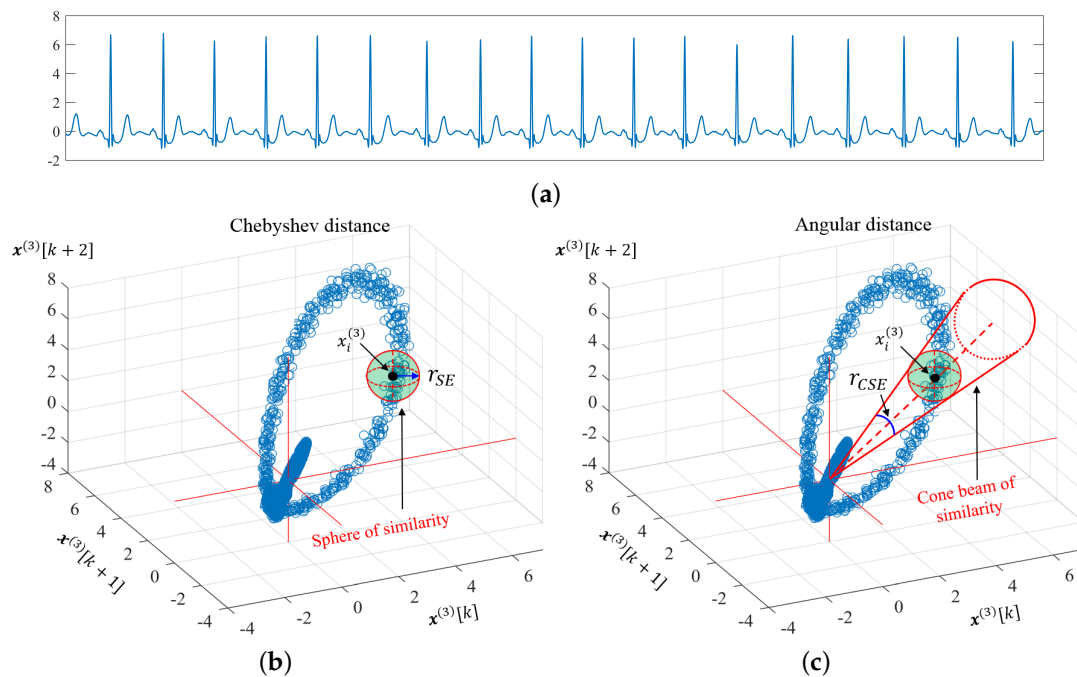 8
6
4
2
0
-2
(a)
Chebyshev distance
x^(3)[k + 2]
8
6
4
2
0
-2
-4
8
6
4
2
0
-2
-4
x^(3)[k + 1]
-4
-2
0
2
4
6
x^(3)[k]
x_i^(3)
r_SE
Sphere of similarity
(b)
Angular distance
x^(3)[k + 2]
8
6
4
2
0
-2
-4
8
6
4
2
0
-2
-4
x^(3)[k + 1]
-4
-2
0
2
4
6
x^(3)[k]
x_i^(3)
r_CSE
Cone beam of
similarity
(c)